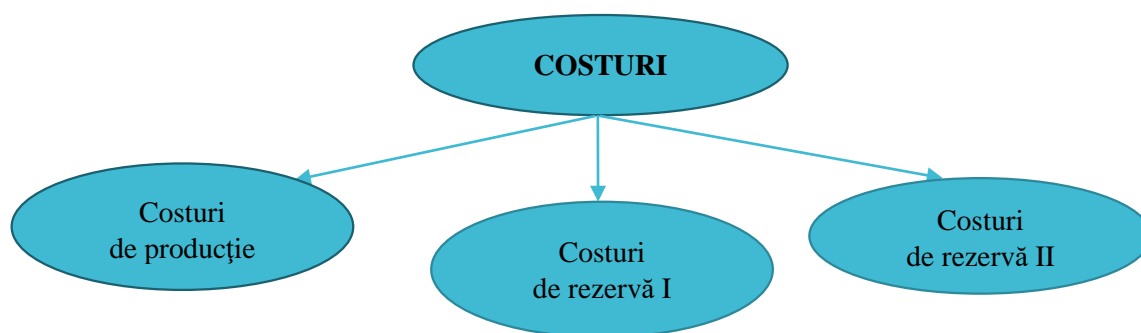 COSTURI
Costuri
de producţie
Costuri
de rezervă I
Costuri
de rezervă II